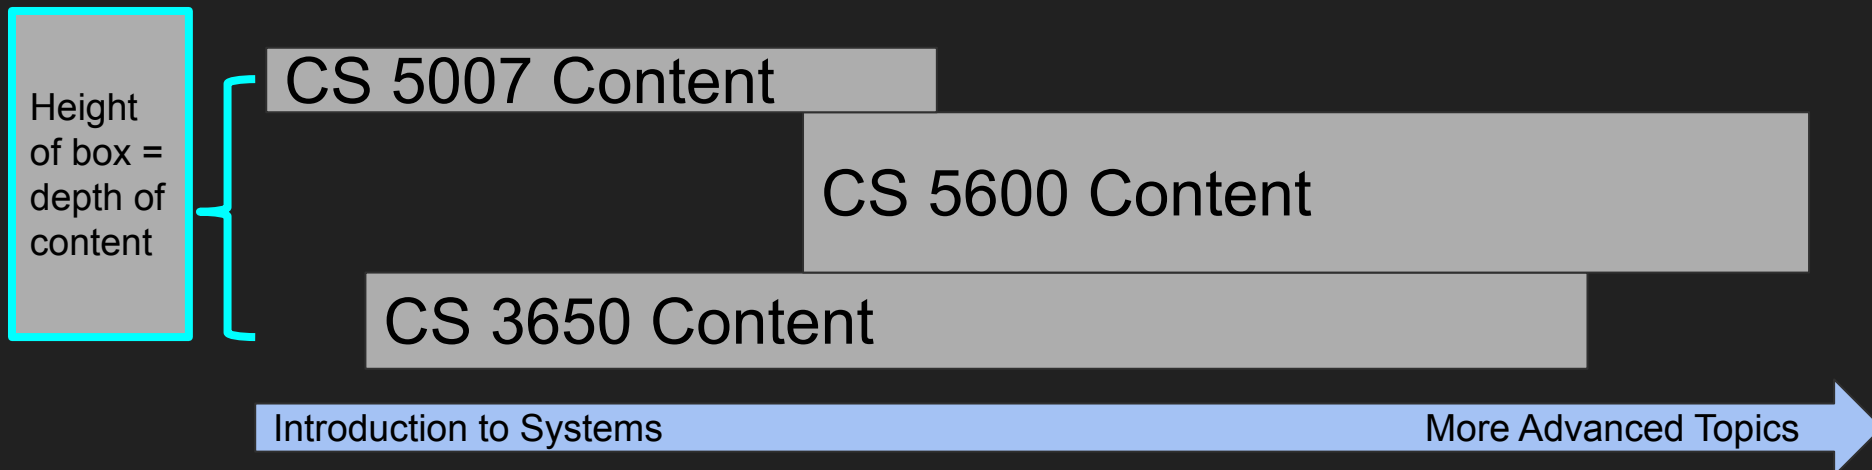 Height
of box =
depth of
content
CS 5007 Content
CS 5600 Content
CS 3650 Content
Introduction to Systems
More Advanced Topics